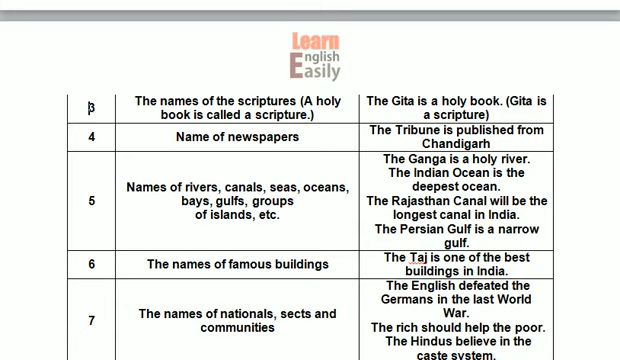 Learn
English
Easily
3
The names of the scriptures (A holy
book is called a scripture.)
The Gita is a holy book. (Gita is
a scripture)
4
Name of newspapers
The Tribune is published from
Chandigarh
5
Names of rivers, canals, seas, oceans,
bays, gulfs, groups
of islands, etc.
The Ganga is a holy river.
The Indian Ocean is the
deepest ocean.
The Rajasthan Canal will be the
longest canal in India.
The Persian Gulf is a narrow
gulf.
6
The names of famous buildings
The Taj is one of the best
buildings in India.
7
The names of nationals, sects and
communities
The English defeated the
Germans in the last World
War.
The rich should help the poor.
The Hindus believe in the
caste system.